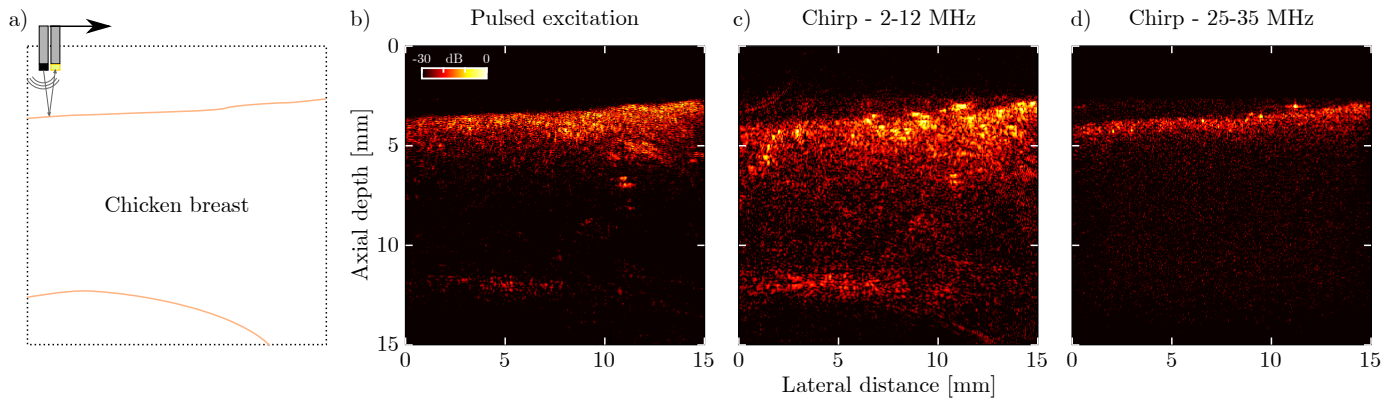 a)
b)
Pulsed excitation
c)
Chirp - 2-12 MHz
d)
Chirp - 25-35 MHz
Chicken breast
-30 dB 0
Axial depth [mm]
0
5
10
15
0 5 10 15
0 5 10 15
0 5 10 15
Lateral distance [mm]